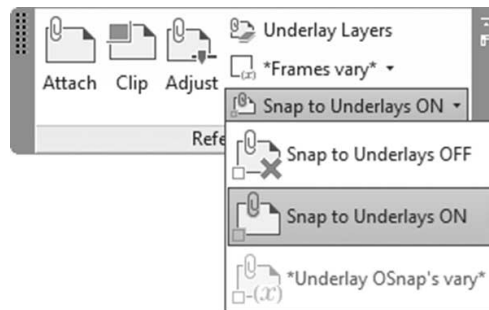 Underlay Layers
*Frames vary*
Attach Clip Adjust
Snap to Underlays ON
Refe
Snap to Underlays OFF
Snap to Underlays ON
*Underlay OSnap's vary*